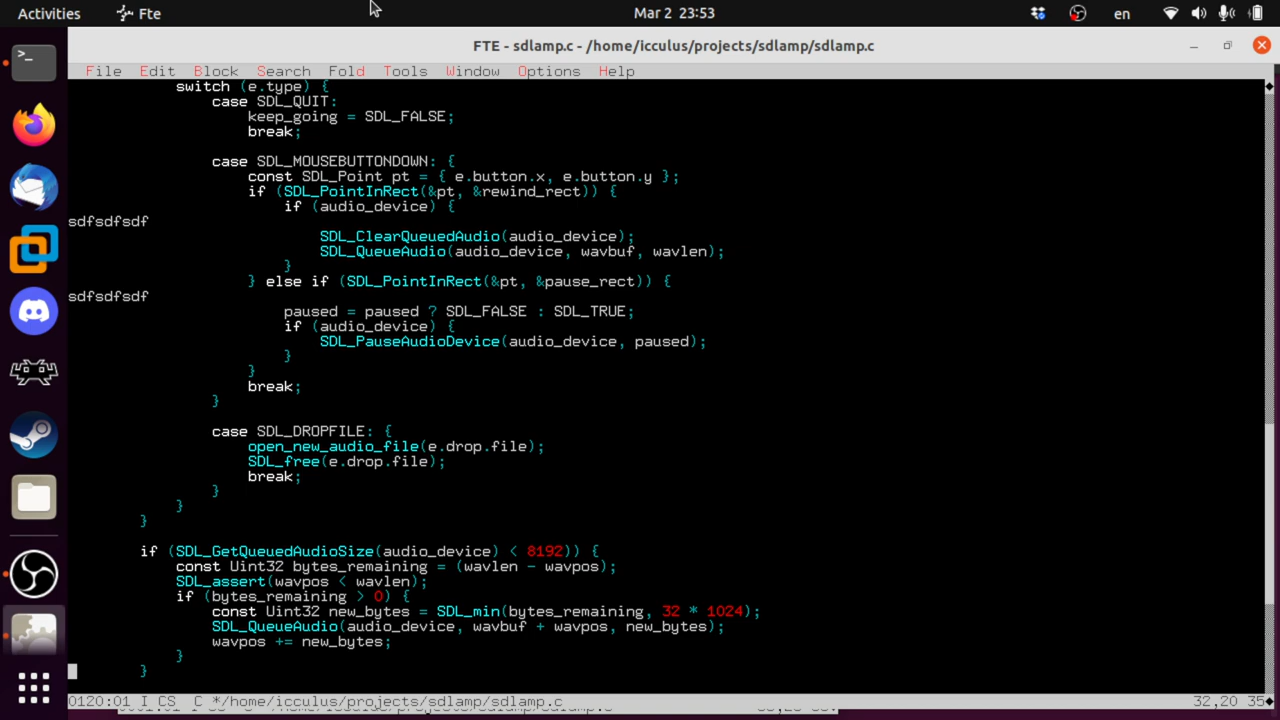 Activities Fte Mar 2 23:53 en
FTE - sdlamp.c - /home/icculus/projects/sdlamp/sdlamp.c
File Edit Block Search Fold Tools Window Options Help
switch (e.type) {
case SDL_QUIT:
keep_going = SDL_FALSE;
break;
case SDL_MOUSEBUTTONDOWN: {
const SDL_Point pt = { e.button.x, e.button.y };
if (SDL_PointInRect(&pt, &rewind_rect)) {
if (audio_device) {
sdfsdfsdf
SDL_ClearQueuedAudio(audio_device);
SDL_QueueAudio(audio_device, wavbuf, wavlen);
}
} else if (SDL_PointInRect(&pt, &pause_rect)) {
sdfsdfsdf
paused = paused ? SDL_FALSE : SDL_TRUE;
if (audio_device) {
SDL_PauseAudioDevice(audio_device, paused);
}
}
break;
}
case SDL_DROPFILE: {
open_new_audio_file(e.drop.file);
SDL_free(e.drop.file);
break;
}
}
}
if (SDL_GetQueuedAudioSize(audio_device) < 8192)) {
const Uint32 bytes_remaining = (wavlen - wavpos);
SDL_assert(wavpos < wavlen);
if (bytes_remaining > 0) {
const Uint32 new_bytes = SDL_min(bytes_remaining, 32 * 1024);
SDL_QueueAudio(audio_device, wavbuf + wavpos, new_bytes);
wavpos += new_bytes;
}
}
0120:01 I CS C */home/icculus/projects/sdlamp/sdlamp.c 32,20 35